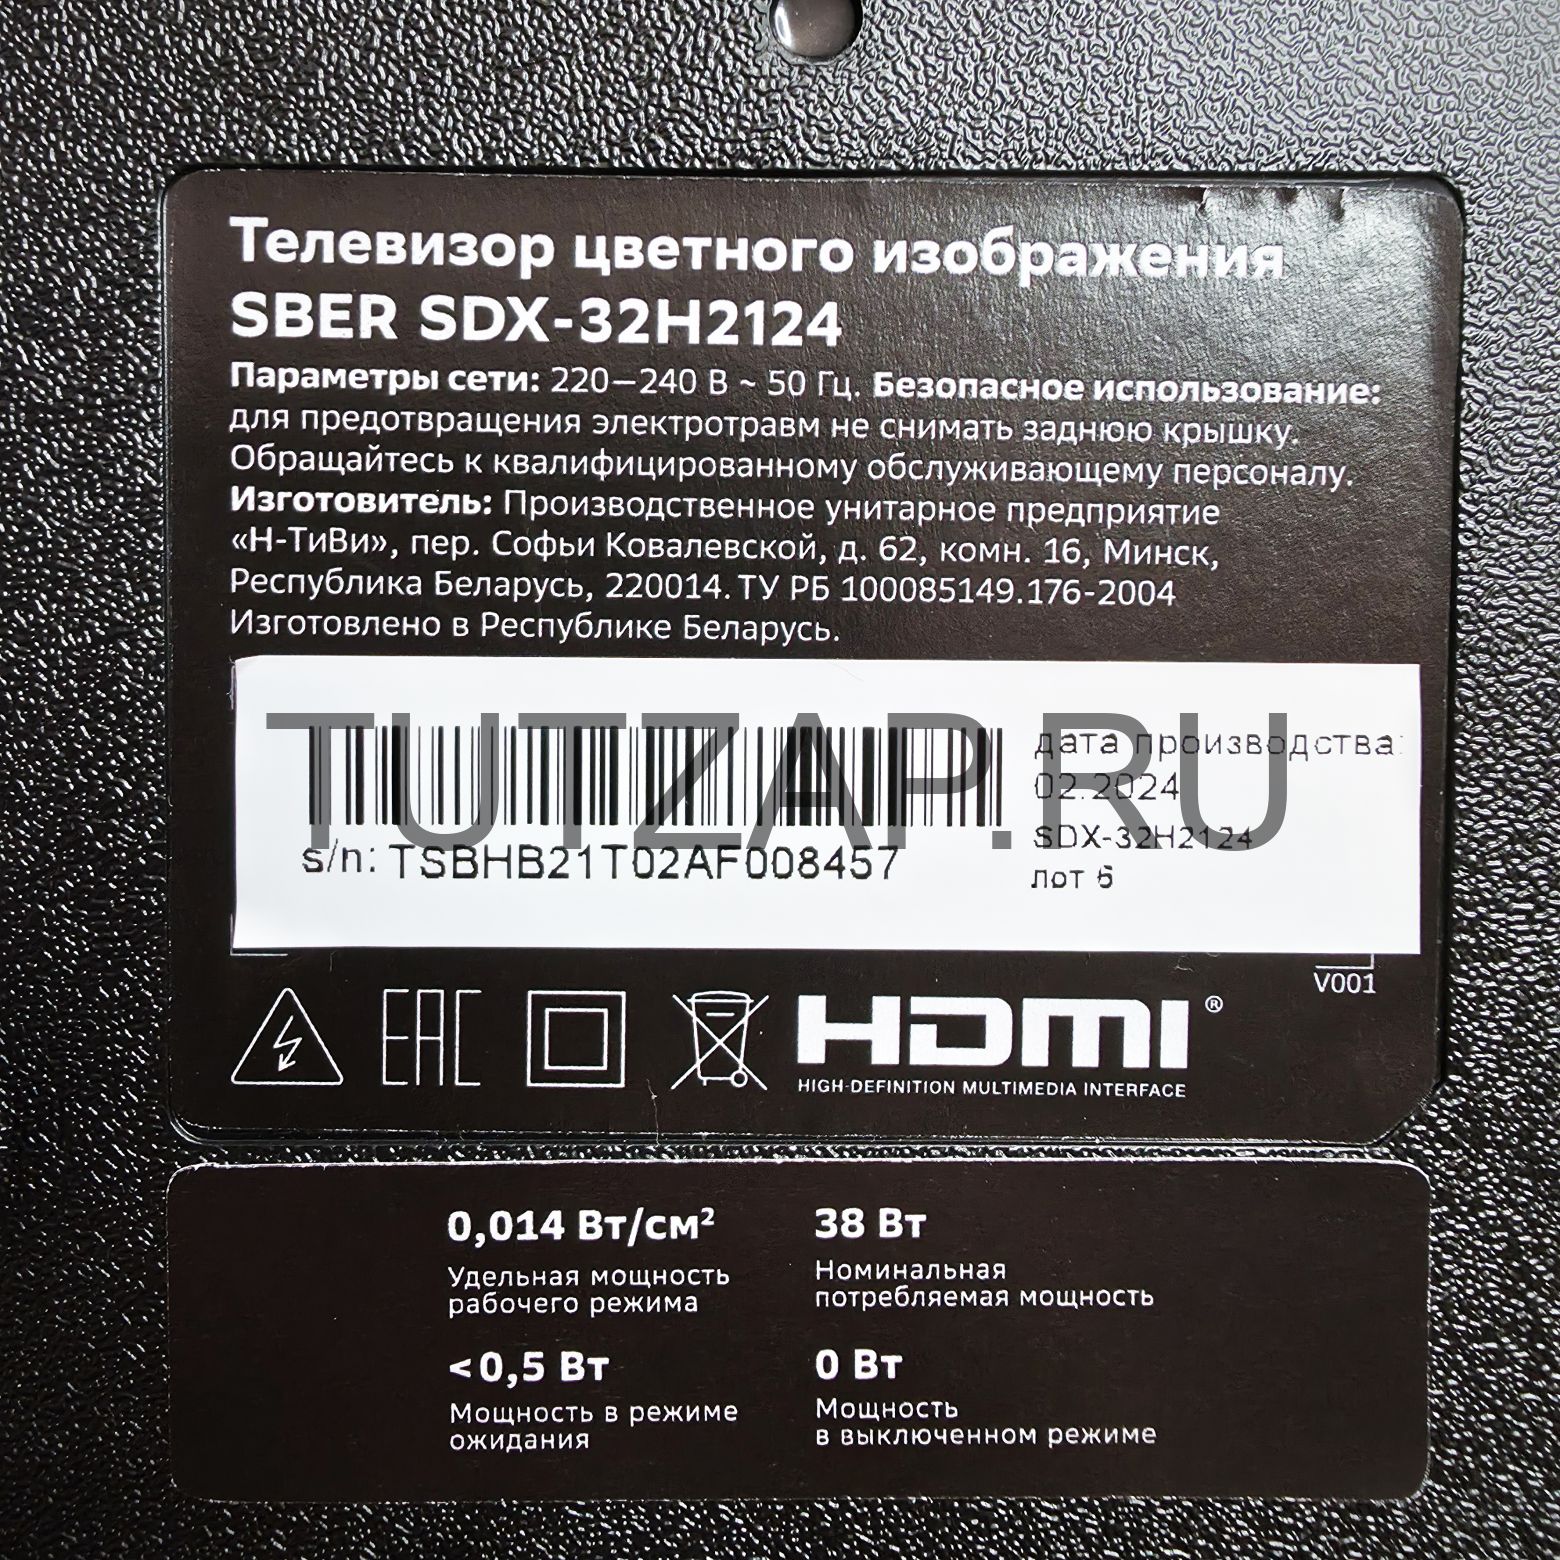 Телевизор цветного изображения
SBER SDX-32H2124
Параметры сети: 220–240 В ~ 50 Гц. Безопасное использование:
для предотвращения электротравм не снимать заднюю крышку.
Обращайтесь к квалифицированному обслуживающему персоналу.
Изготовитель: Производственное унитарное предприятие
«Н-ТиВи», пер. Софьи Ковалевской, д. 62, комн. 16, Минск,
Республика Беларусь, 220014. ТУ РБ 100085149.176-2004
Изготовлено в Республике Беларусь.
TUTZAP.RU
дата производства:
02.2024
SDX-32H2124
лот 6
s/n: TSBHB21T02AF008457
V001
EAC
HDMI®
HIGH-DEFINITION MULTIMEDIA INTERFACE
0,014 Вт/см²
Удельная мощность
рабочего режима
38 Вт
Номинальная
потребляемая мощность
<0,5 Вт
Мощность в режиме
ожидания
0 Вт
Мощность
в выключенном режиме